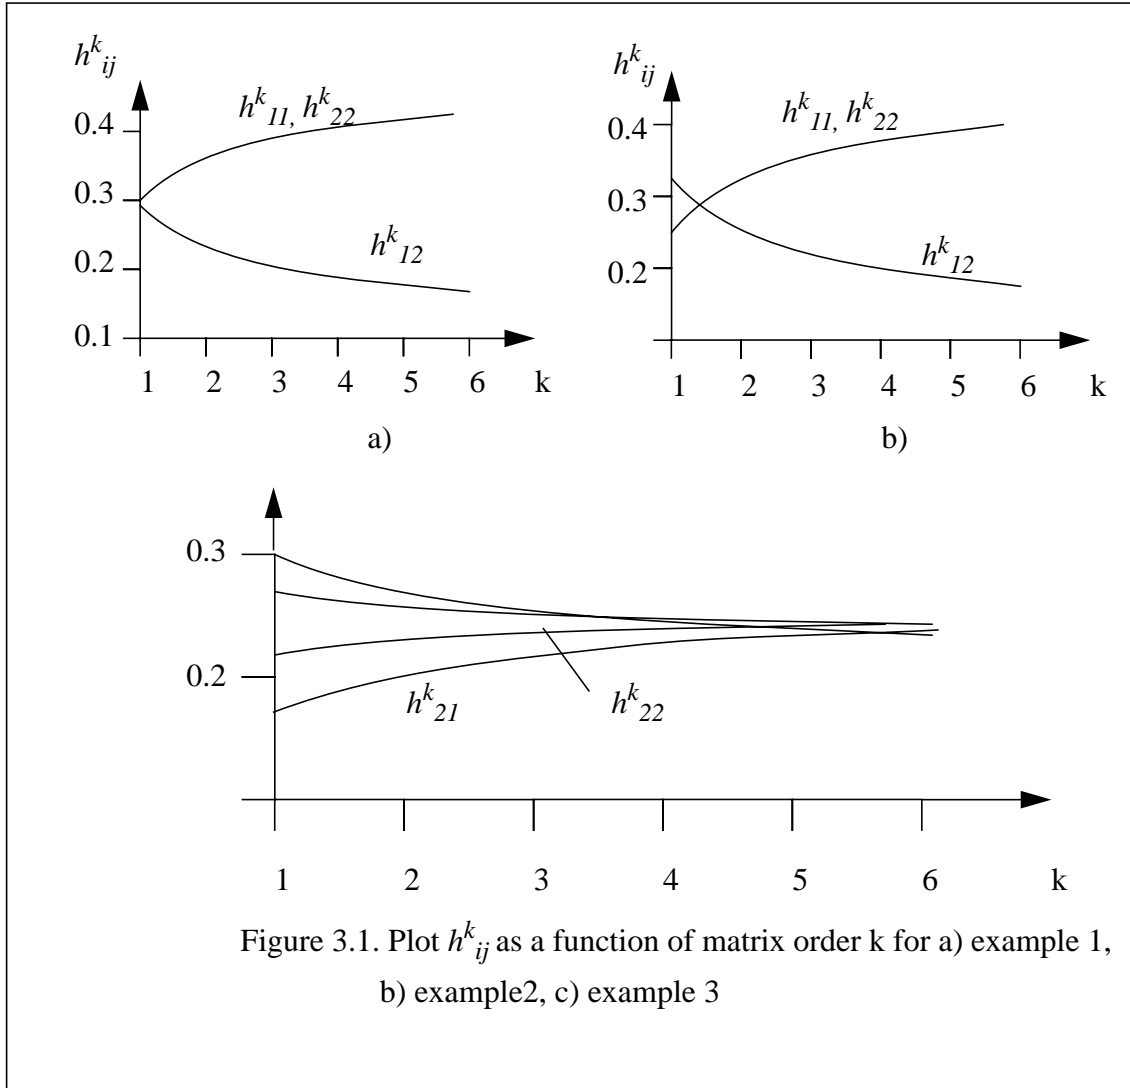 h^k_ij
h^k_11, h^k_22
0.4
0.3
0.2
0.1
h^k_12
1 2 3 4 5 6 k
a)
h^k_ij
h^k_11, h^k_22
0.4
0.3
0.2
h^k_12
1 2 3 4 5 6 k
b)
0.3
0.2
h^k_21
h^k_22
1 2 3 4 5 6 k
Figure 3.1. Plot h^k_ij as a function of matrix order k for a) example 1,
b) example2, c) example 3